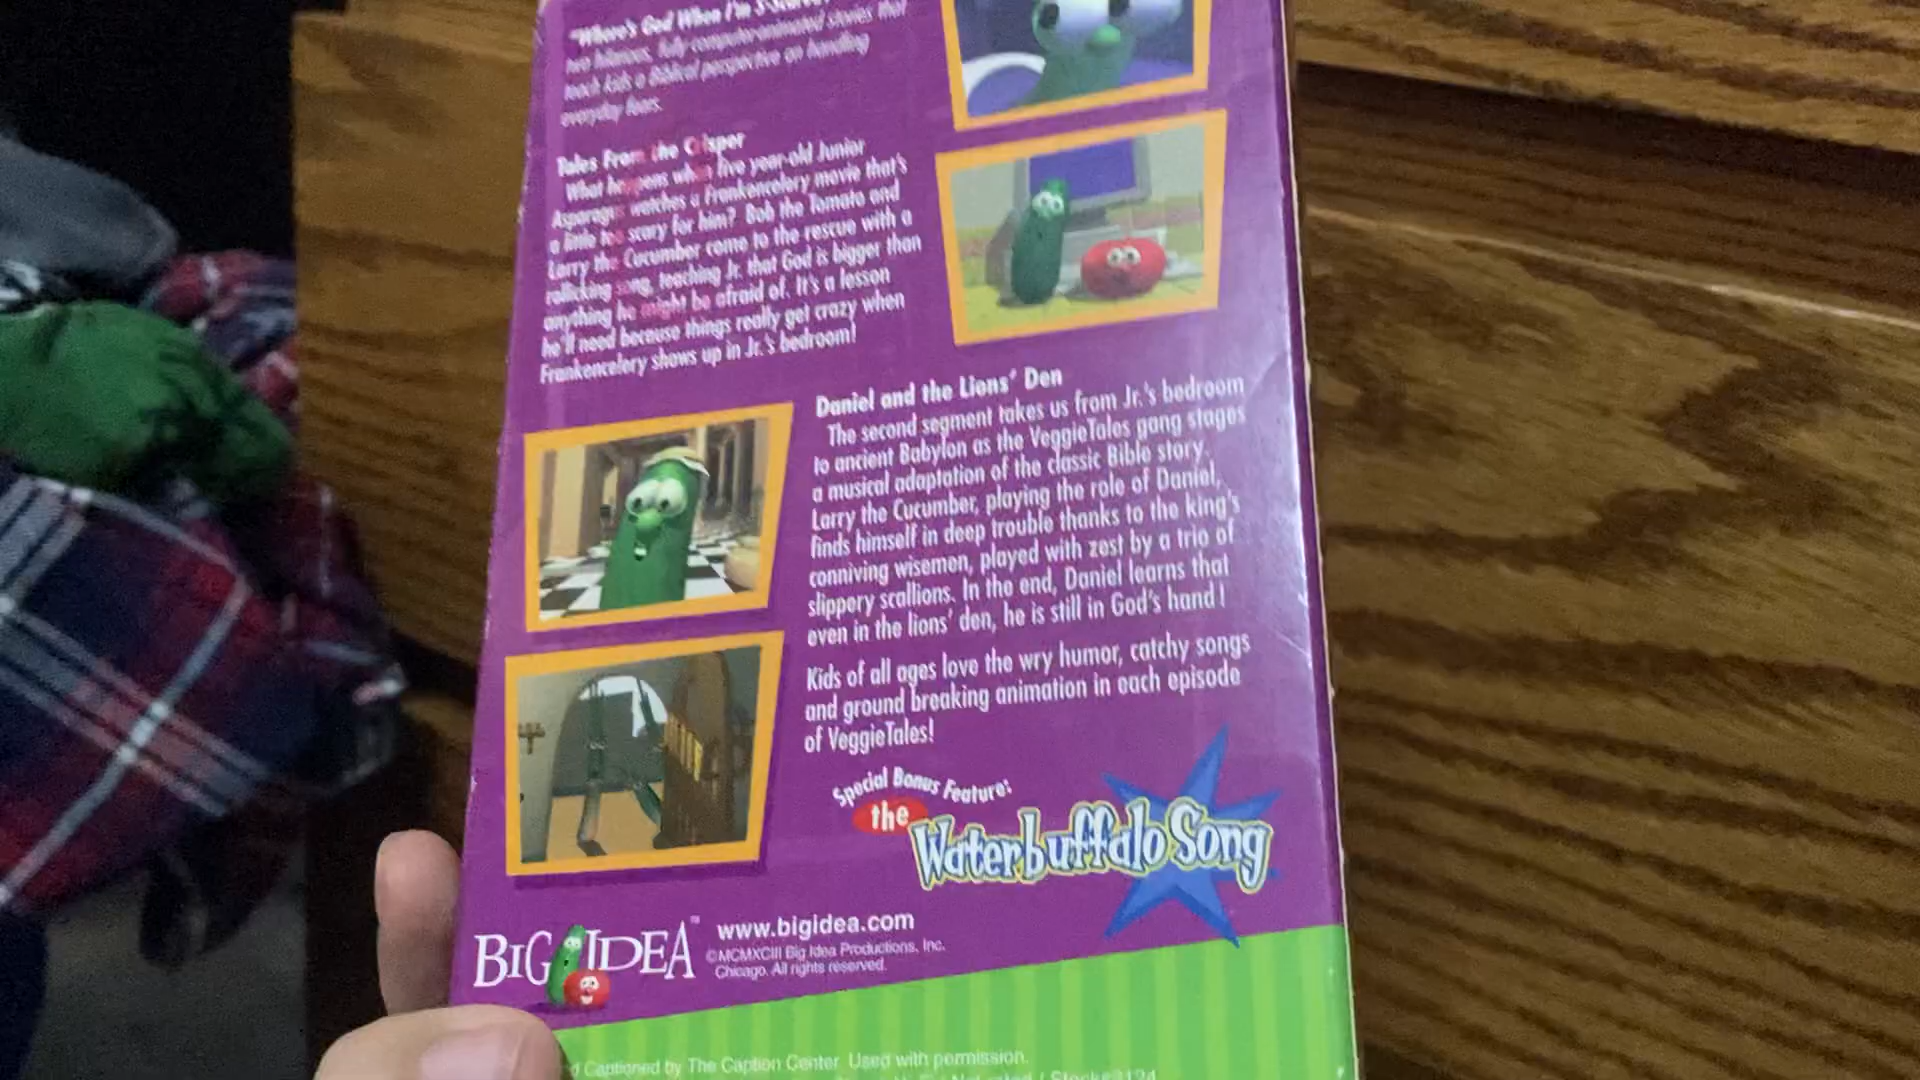 "Where's God When I'm S-Scared?"
two hilarious, fully computer-animated stories that
teach kids a Biblical perspective on handling
everyday fears.
Tales From the Crisper
What happens when five year-old Junior
Asparagus watches a Frankencelery movie that's
a little too scary for him? Bob the Tomato and
Larry the Cucumber come to the rescue with a
rollicking song, teaching Jr. that God is bigger than
anything he might be afraid of. It's a lesson
he'll need because things really get crazy when
Frankencelery shows up in Jr.'s bedroom!
Daniel and the Lions' Den
The second segment takes us from Jr.'s bedroom
to ancient Babylon as the VeggieTales gang stages
a musical adaptation of the classic Bible story.
Larry the Cucumber, playing the role of Daniel,
finds himself in deep trouble thanks to the king's
conniving wisemen, played with zest by a trio of
slippery scallions. In the end, Daniel learns that
even in the lions' den, he is still in God's hand!
Kids of all ages love the wry humor, catchy songs
and ground breaking animation in each episode
of VeggieTales!
Special Bonus Feature:
the
Waterbuffalo Song
BIG IDEA™
www.bigidea.com
©MCMXCIII Big Idea Productions, Inc.
Chicago. All rights reserved.
d Captioned by The Caption Center. Used with permission.
Not rated / Stock#2124